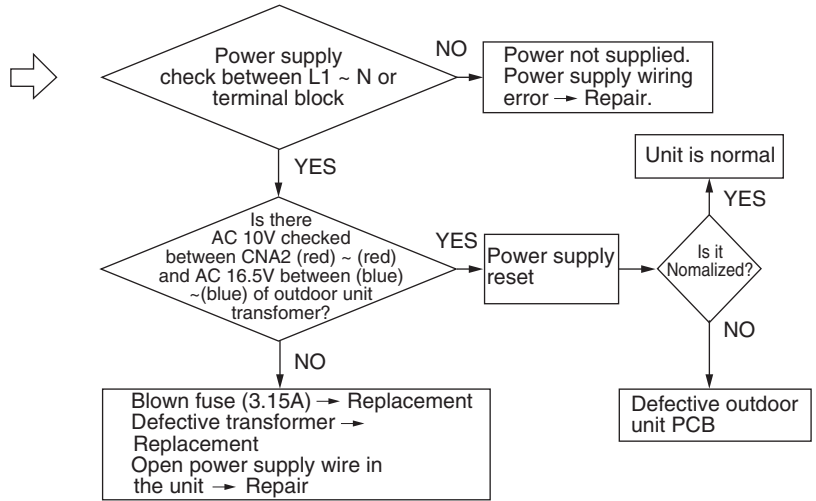 Power supply
check between L1 ~ N or
terminal block
NO
Power not supplied.
Power supply wiring
error → Repair.
YES
Unit is normal
YES
Is there
AC 10V checked
between CNA2 (red) ~ (red)
and AC 16.5V between (blue)
~(blue) of outdoor unit
transfomer?
YES
Power supply
reset
Is it
Nomalized?
NO
NO
Blown fuse (3.15A) → Replacement
Defective transformer →
Replacement
Open power supply wire in
the unit → Repair
Defective outdoor
unit PCB